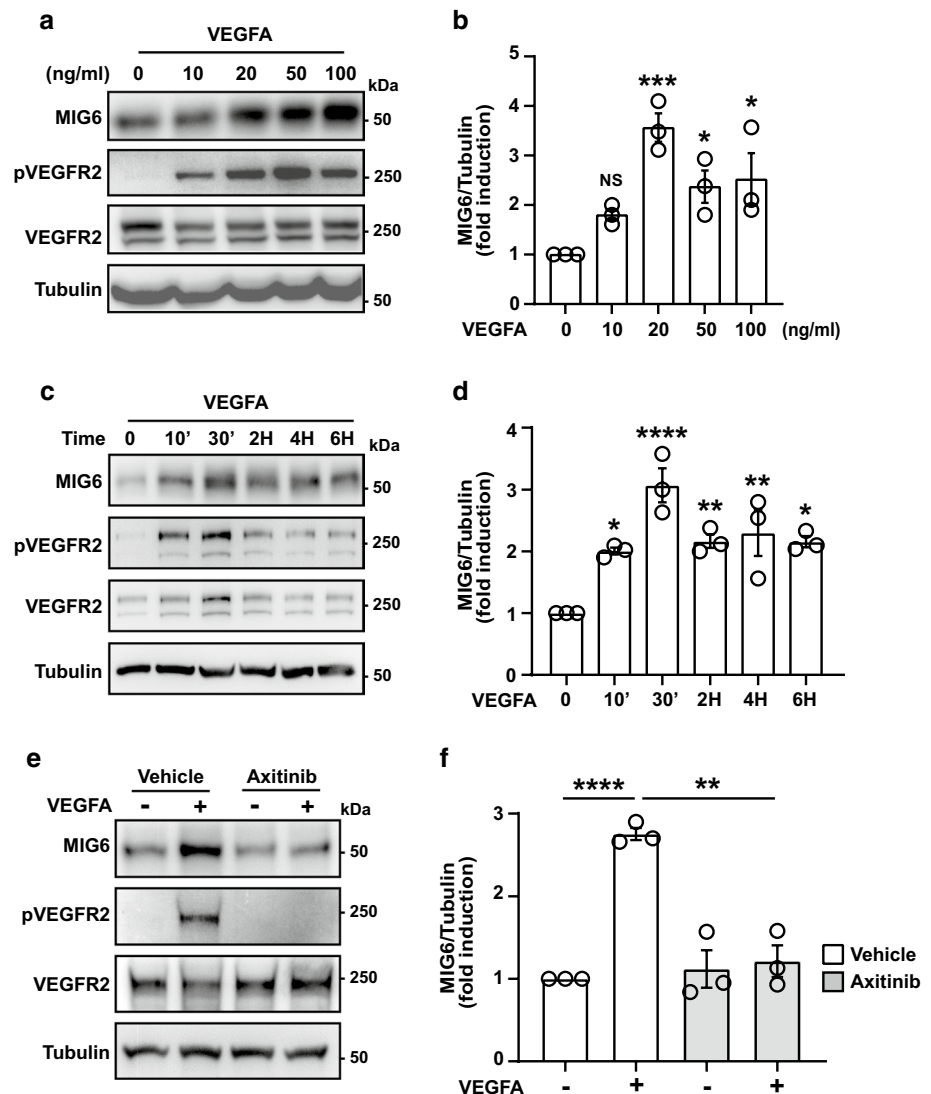 a
VEGFA
(ng/ml) 0 10 20 50 100 kDa
MIG6 - 50
pVEGFR2 - 250
VEGFR2 - 250
Tubulin - 50
b
MIG6/Tubulin
(fold induction)
5
4
3
2
1
0
NS *** * *
VEGFA 0 10 20 50 100 (ng/ml)
c
VEGFA
Time 0 10’ 30’ 2H 4H 6H kDa
MIG6 - 50
pVEGFR2 - 250
VEGFR2 - 250
Tubulin - 50
d
MIG6/Tubulin
(fold induction)
4
3
2
1
0
* **** ** ** *
VEGFA 0 10’ 30’ 2H 4H 6H
e
Vehicle Axitinib
VEGFA - + - + kDa
MIG6 - 50
pVEGFR2 - 250
VEGFR2 - 250
Tubulin - 50
f
**** **
MIG6/Tubulin
(fold induction)
3
2
1
0
Vehicle
Axitinib
VEGFA - + - +